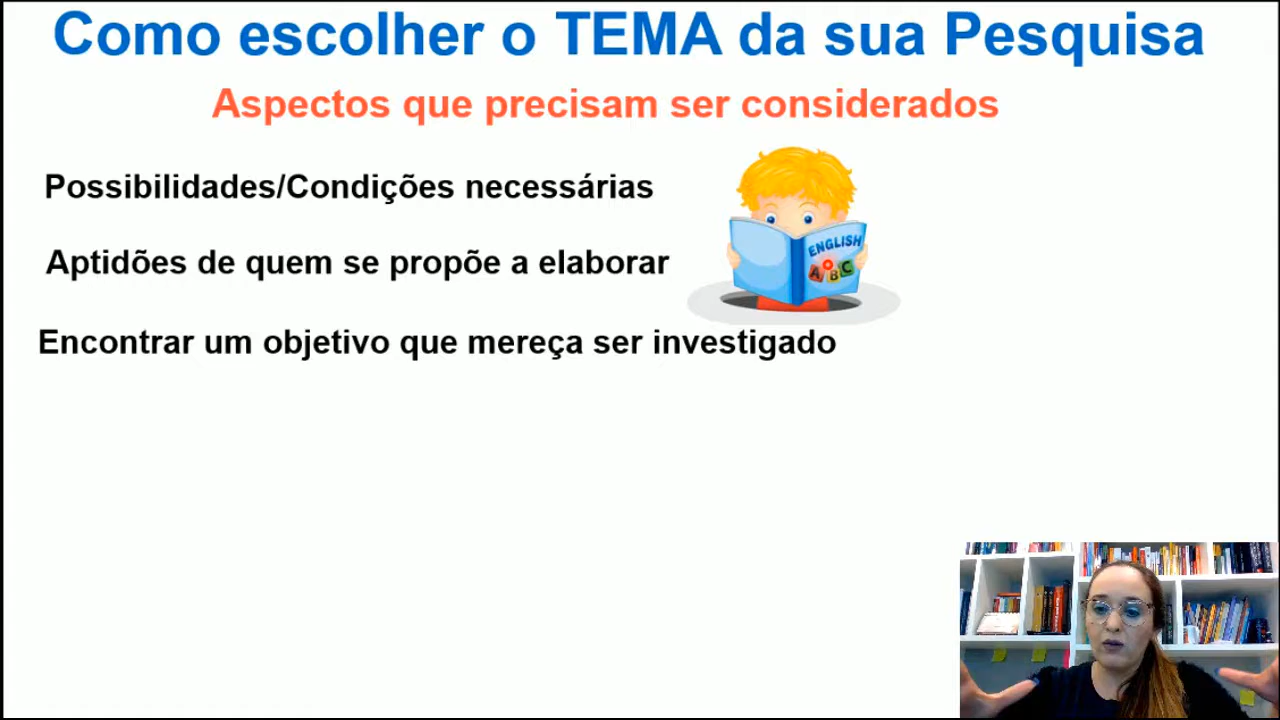 Como escolher o TEMA da sua Pesquisa
Aspectos que precisam ser considerados
Possibilidades/Condições necessárias
ENGLISH
ABC
Aptidões de quem se propõe a elaborar
Encontrar um objetivo que mereça ser investigado